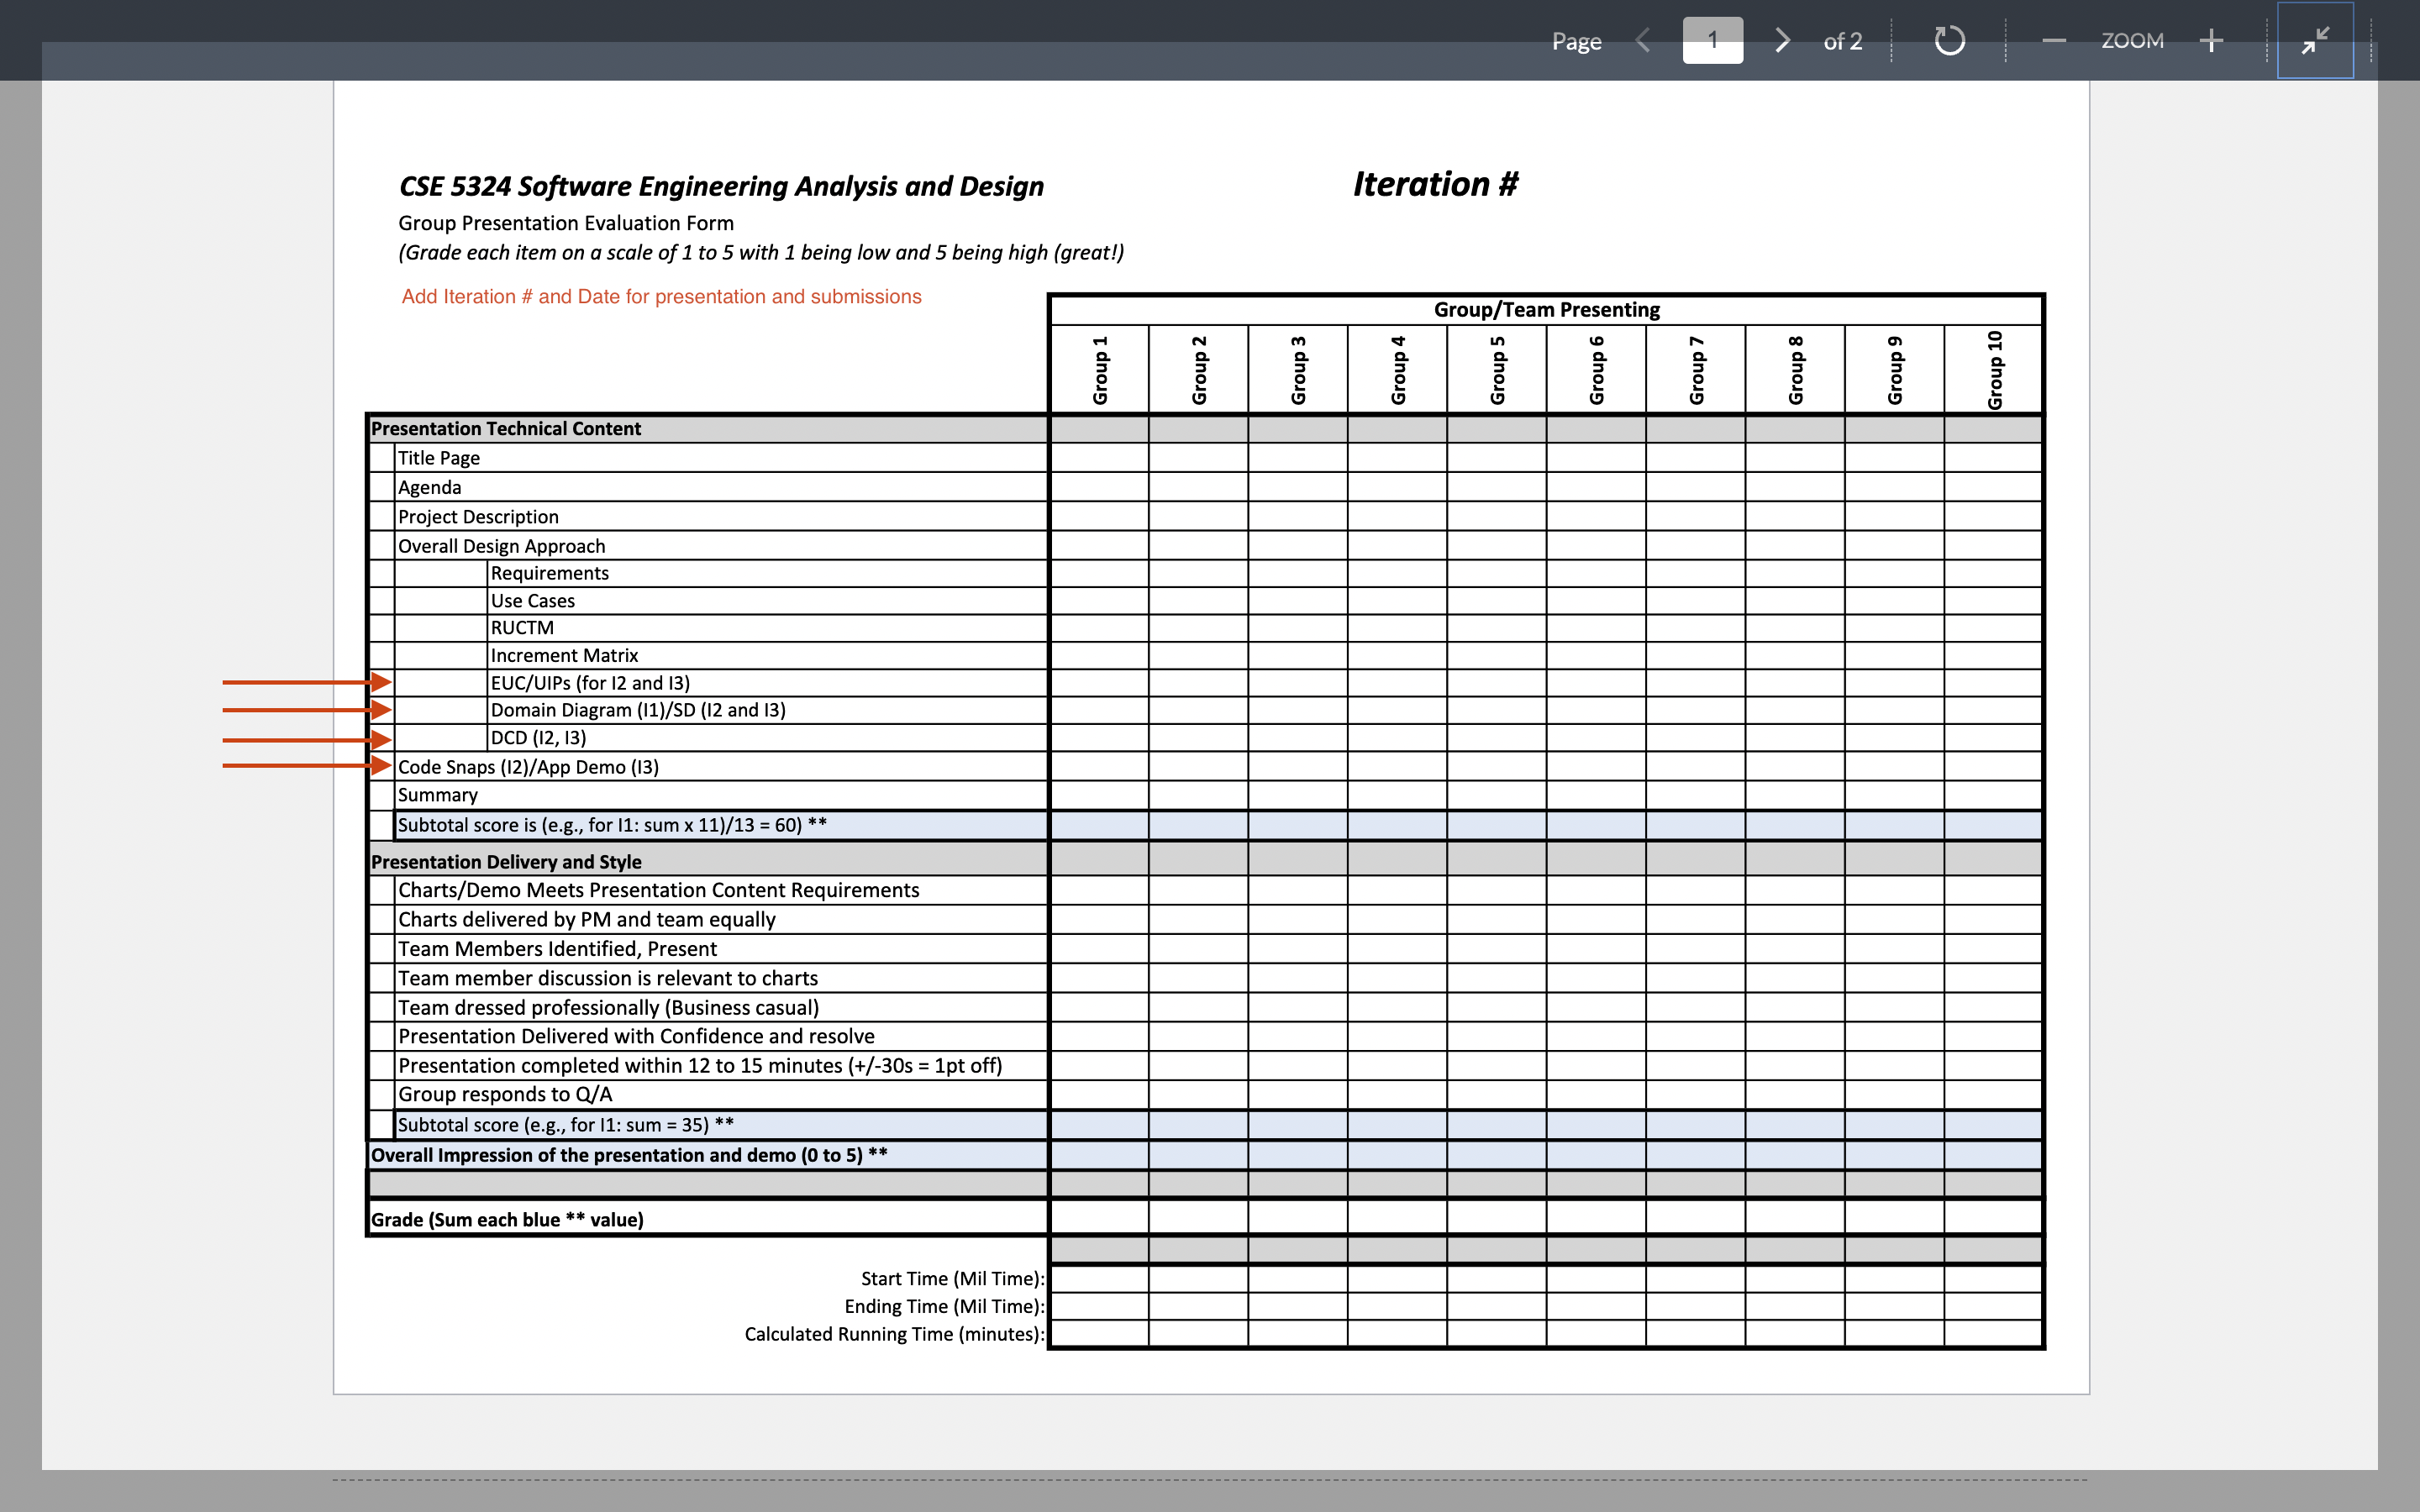 Page 1 of 2 ZOOM
CSE 5324 Software Engineering Analysis and Design
Iteration #
Group Presentation Evaluation Form
(Grade each item on a scale of 1 to 5 with 1 being low and 5 being high (great!)
Add Iteration # and Date for presentation and submissions
Group/Team Presenting
Group 1
Group 2
Group 3
Group 4
Group 5
Group 6
Group 7
Group 8
Group 9
Group 10
Presentation Technical Content
Title Page
Agenda
Project Description
Overall Design Approach
Requirements
Use Cases
RUCTM
Increment Matrix
EUC/UIPs (for I2 and I3)
Domain Diagram (I1)/SD (I2 and I3)
DCD (I2, I3)
Code Snaps (I2)/App Demo (I3)
Summary
Subtotal score is (e.g., for I1: sum x 11)/13 = 60) **
Presentation Delivery and Style
Charts/Demo Meets Presentation Content Requirements
Charts delivered by PM and team equally
Team Members Identified, Present
Team member discussion is relevant to charts
Team dressed professionally (Business casual)
Presentation Delivered with Confidence and resolve
Presentation completed within 12 to 15 minutes (+/-30s = 1pt off)
Group responds to Q/A
Subtotal score (e.g., for I1: sum = 35) **
Overall Impression of the presentation and demo (0 to 5) **
Grade (Sum each blue ** value)
Start Time (Mil Time):
Ending Time (Mil Time):
Calculated Running Time (minutes):